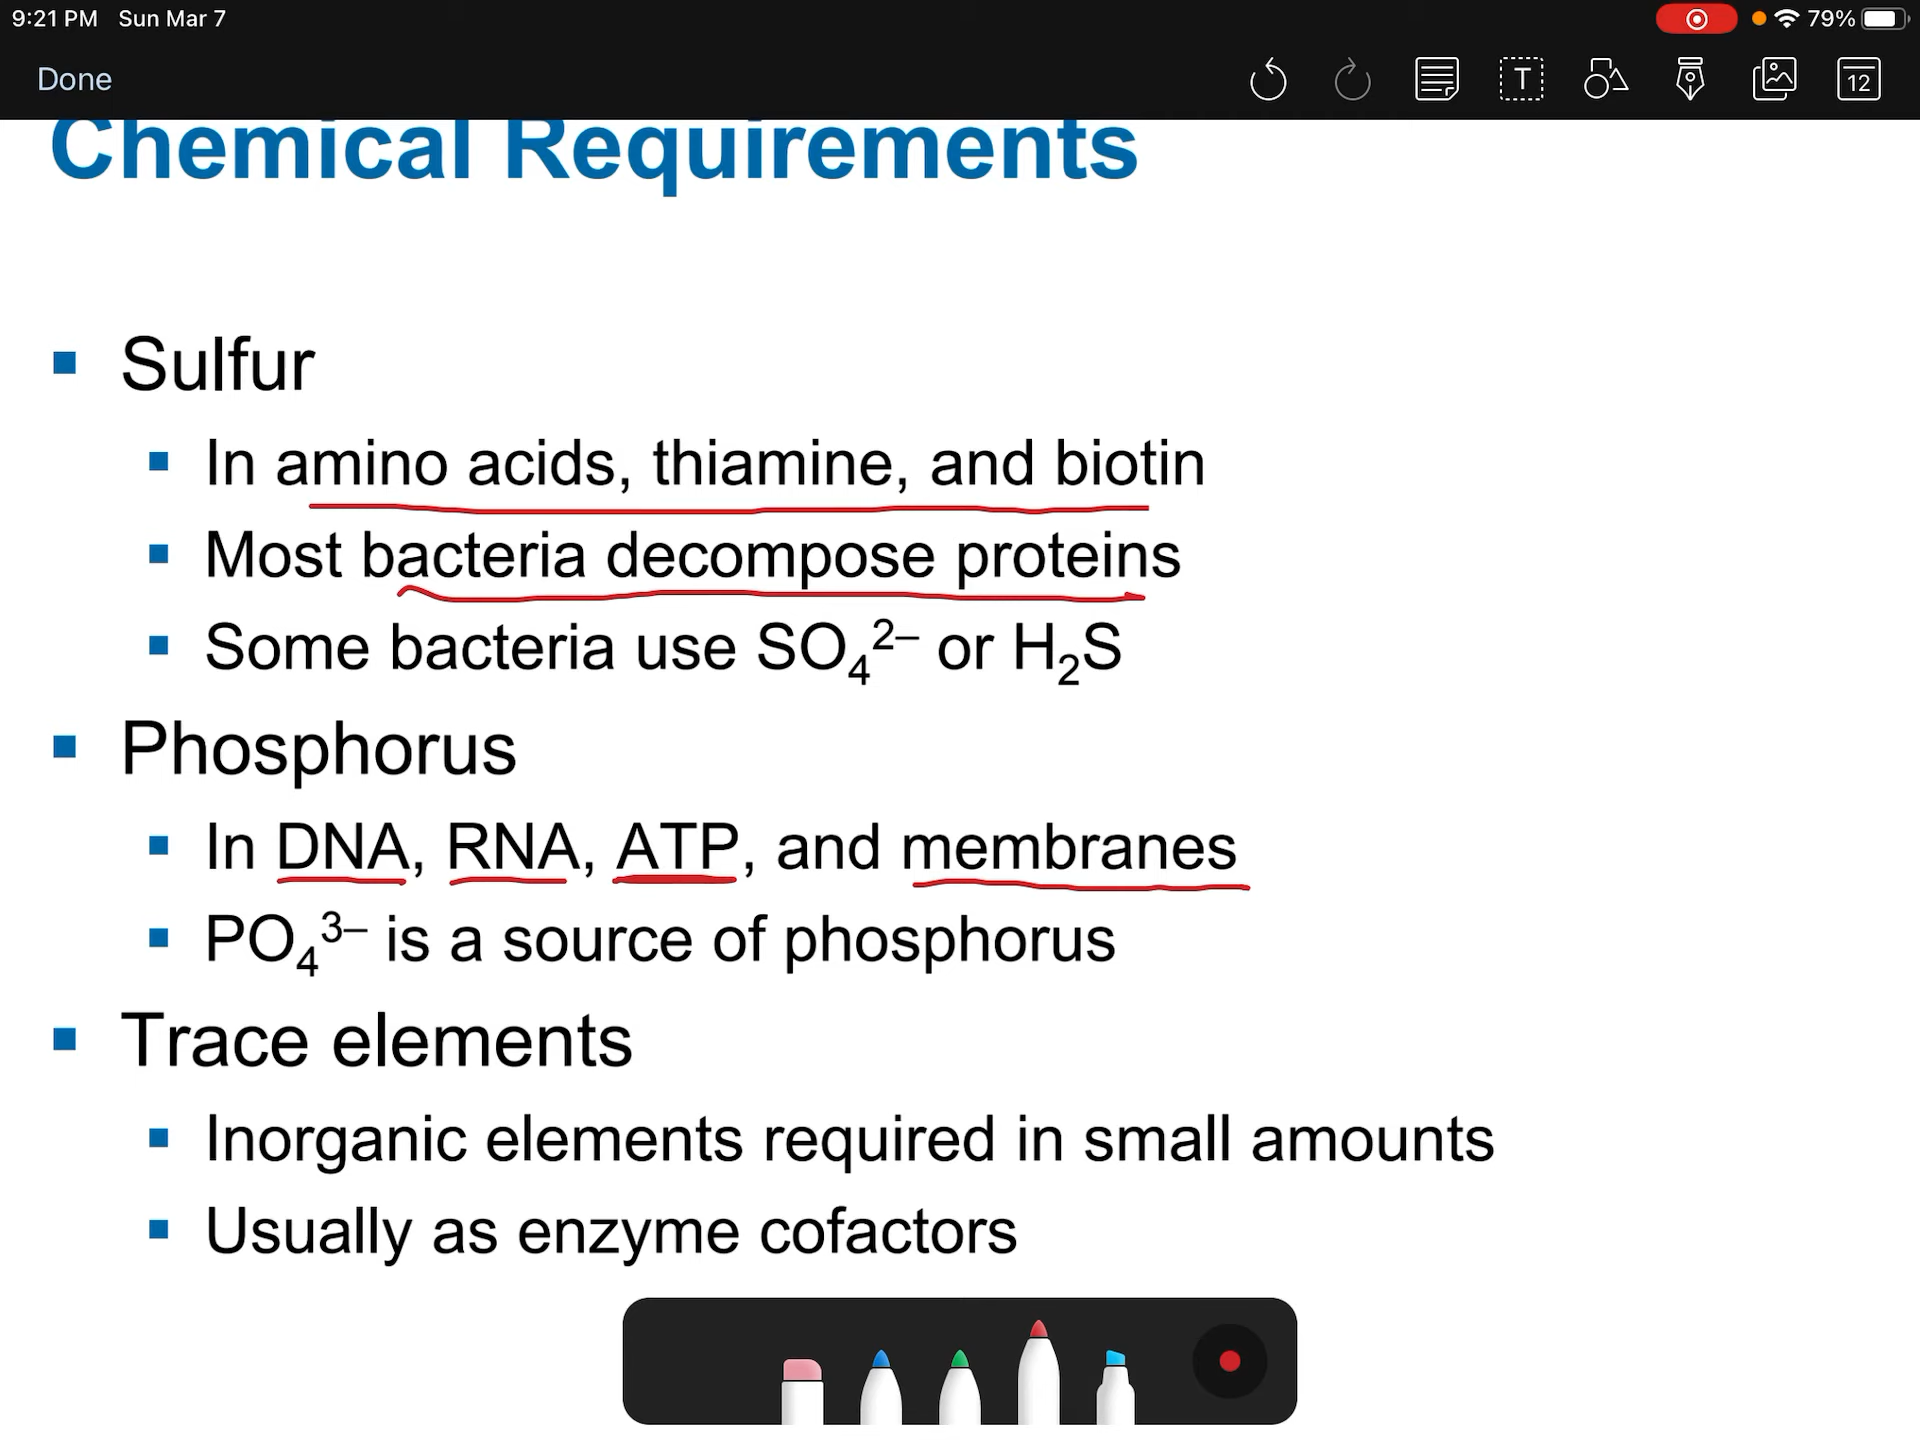 9:21 PM Sun Mar 7 79%
Done T 12
Chemical Requirements
Sulfur
In amino acids, thiamine, and biotin
Most bacteria decompose proteins
Some bacteria use SO₄²⁻ or H₂S
Phosphorus
In DNA, RNA, ATP, and membranes
PO₄³⁻ is a source of phosphorus
Trace elements
Inorganic elements required in small amounts
Usually as enzyme cofactors